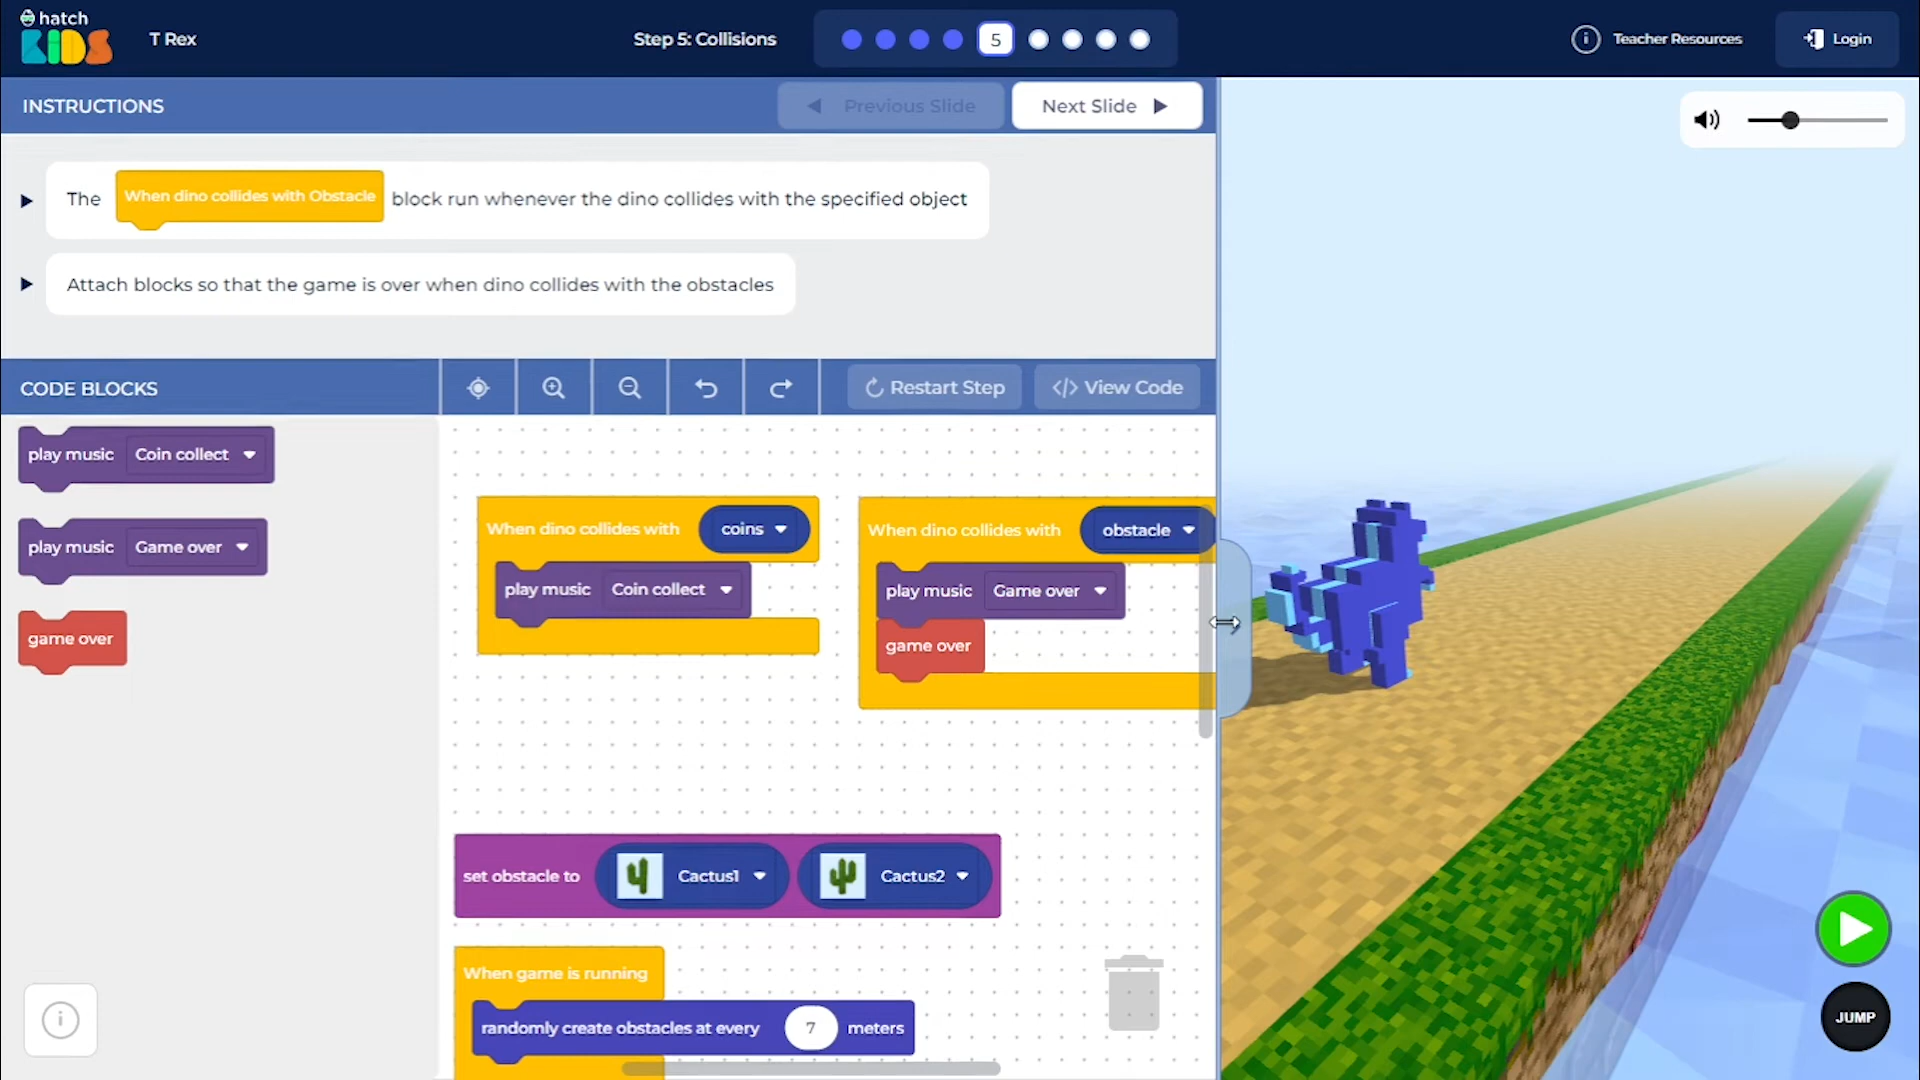 hatch
KIDS
T Rex
Step 5: Collisions
5
Teacher Resources
Login
INSTRUCTIONS
Previous Slide
Next Slide
The When dino collides with Obstacle block run whenever the dino collides with the specified object
Attach blocks so that the game is over when dino collides with the obstacles
CODE BLOCKS
Restart Step
</> View Code
play music Coin collect
play music Game over
game over
When dino collides with coins
play music Coin collect
When dino collides with obstacle
play music Game over
game over
set obstacle to Cactus1 Cactus2
When game is running
randomly create obstacles at every 7 meters
JUMP